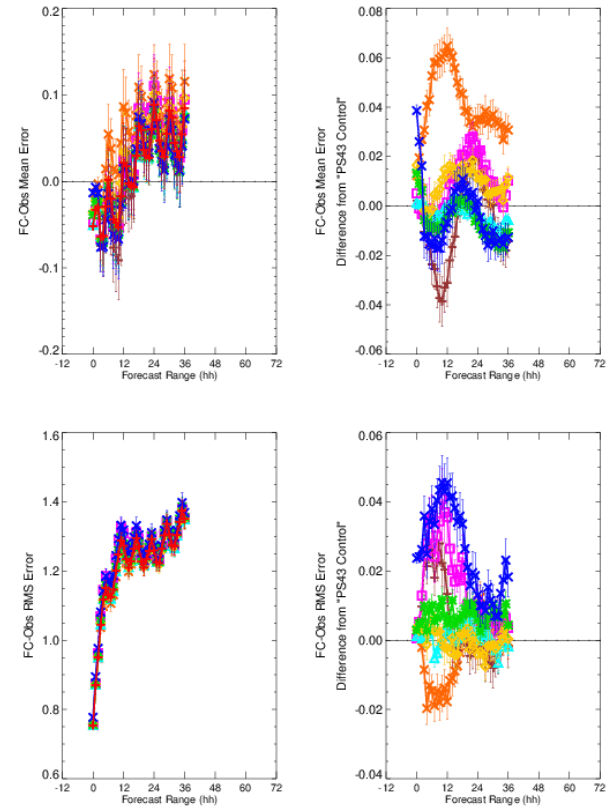 0.2
0.1
0.0
-0.1
-0.2
FC-Obs Mean Error
-12 0 12 24 36 48 60 72
Forecast Range (hh)
0.08
0.06
0.04
0.02
0.00
-0.02
-0.04
-0.06
FC-Obs Mean Error
Difference from "PS43 Control"
-12 0 12 24 36 48 60 72
Forecast Range (hh)
1.6
1.4
1.2
1.0
0.8
0.6
FC-Obs RMS Error
-12 0 12 24 36 48 60 72
Forecast Range (hh)
0.06
0.04
0.02
0.00
-0.02
-0.04
FC-Obs RMS Error
Difference from "PS43 Control"
-12 0 12 24 36 48 60 72
Forecast Range (hh)